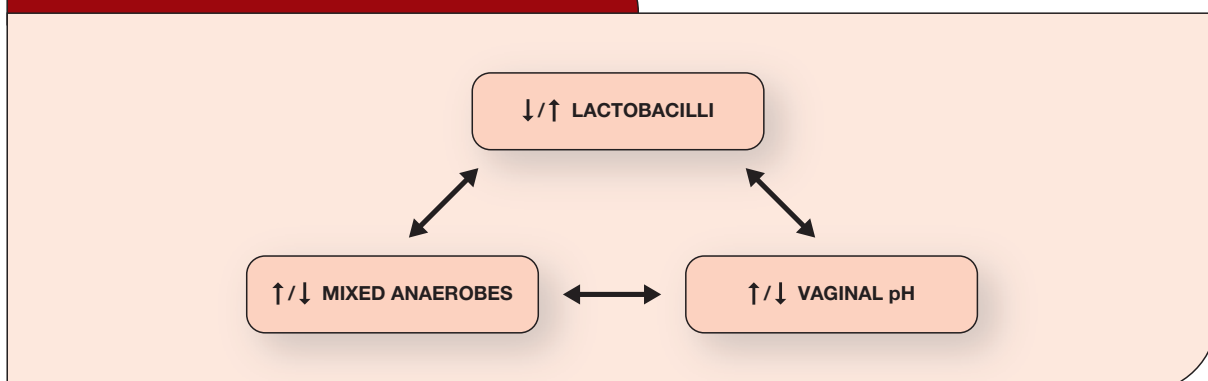 ↓/↑ LACTOBACILLI
↑/↓ MIXED ANAEROBES
↑/↓ VAGINAL pH